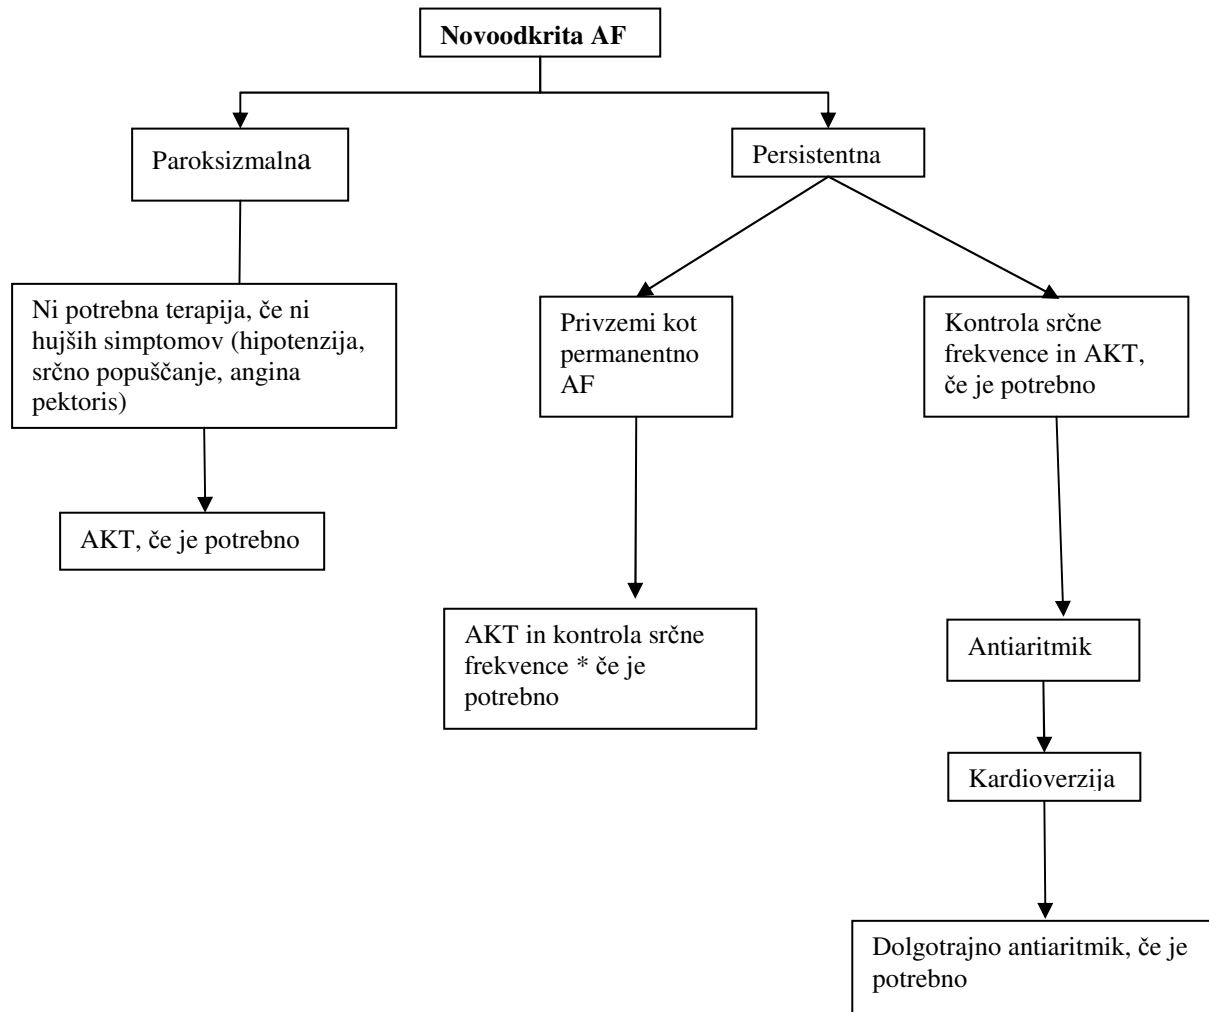 Novoodkrita AF
Paroksizmalna
Persistentna
Ni potrebna terapija, če ni
hujših simptomov (hipotenzija,
srčno popuščanje, angina
pektoris)
Privzemi kot
permanentno
AF
Kontrola srčne
frekvence in AKT,
če je potrebno
AKT, če je potrebno
AKT in kontrola srčne
frekvence * če je
potrebno
Antiaritmik
Kardioverzija
Dolgotrajno antiaritmik, če je
potrebno